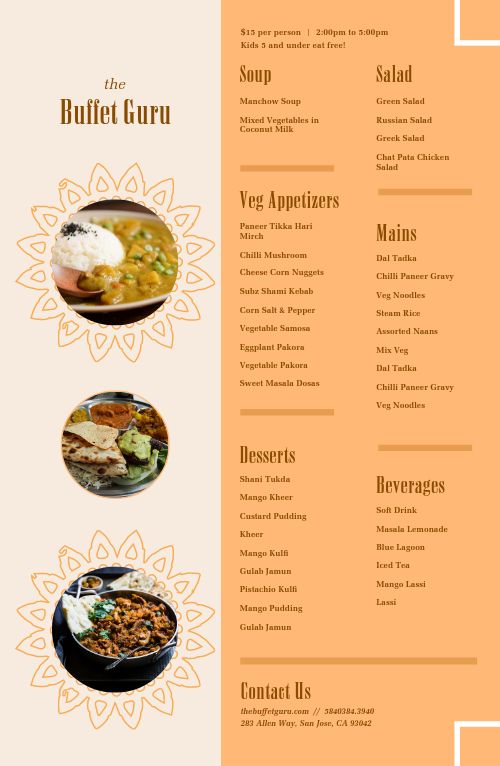 the
Buffet Guru
$15 per person | 2:00pm to 5:00pm
Kids 5 and under eat free!
Soup
Manchow Soup
Mixed Vegetables in
Coconut Milk
Veg Appetizers
Paneer Tikka Hari
Mirch
Chilli Mushroom
Cheese Corn Nuggets
Subz Shami Kebab
Corn Salt & Pepper
Vegetable Samosa
Eggplant Pakora
Vegetable Pakora
Sweet Masala Dosas
Desserts
Shani Tukda
Mango Kheer
Custard Pudding
Kheer
Mango Kulfi
Gulab Jamun
Pistachio Kulfi
Mango Pudding
Gulab Jamun
Salad
Green Salad
Russian Salad
Greek Salad
Chat Pata Chicken
Salad
Mains
Dal Tadka
Chilli Paneer Gravy
Veg Noodles
Steam Rice
Assorted Naans
Mix Veg
Dal Tadka
Chilli Paneer Gravy
Veg Noodles
Beverages
Soft Drink
Masala Lemonade
Blue Lagoon
Iced Tea
Mango Lassi
Lassi
Contact Us
thebuffetguru.com // 5840384.3940
283 Allen Way, San Jose, CA 93042